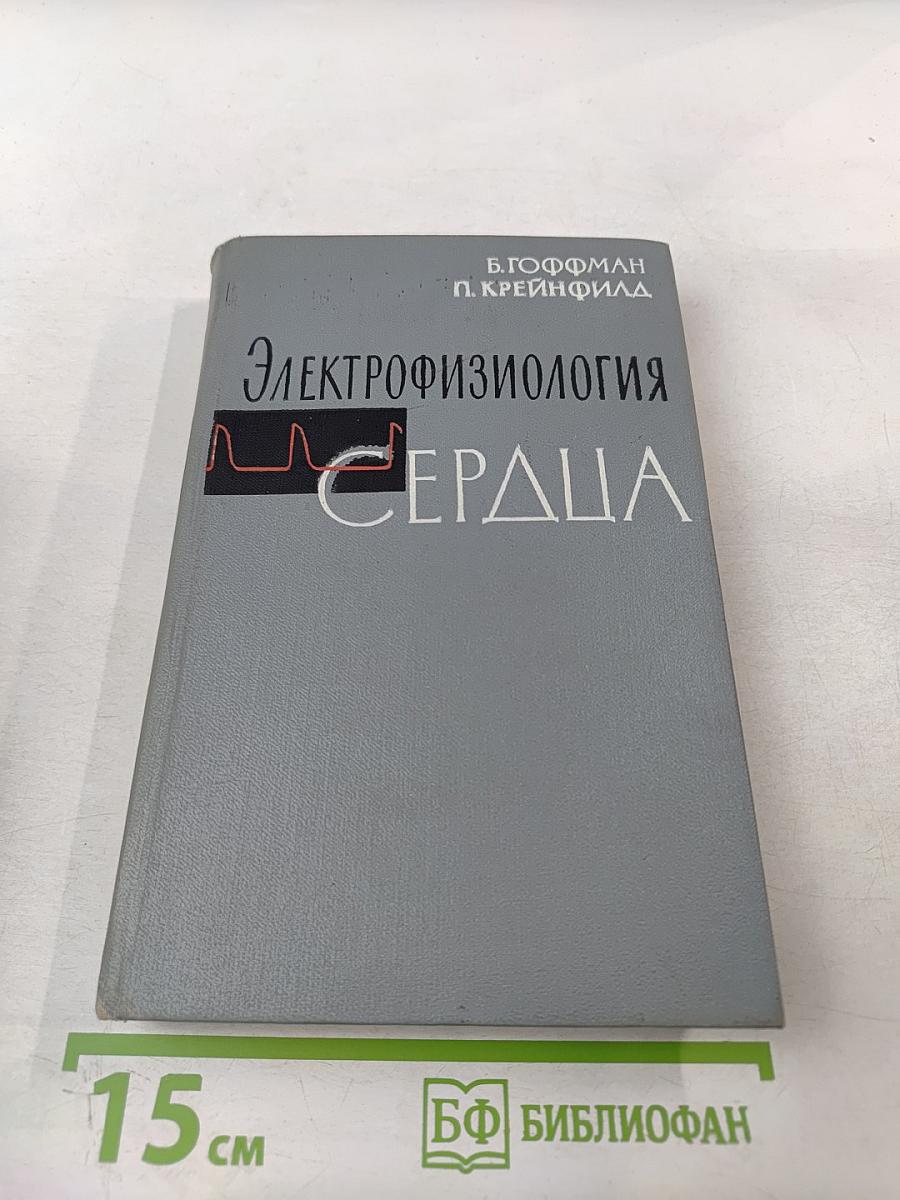 Б. ГОФФМАН
П. КРЕЙНФИЛД
ЭЛЕКТРОФИЗИОЛОГИЯ
СЕРДЦА
15 см
БФ БИБЛИОФАН